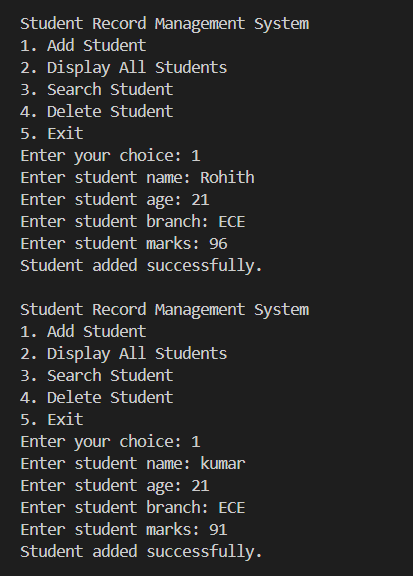 Student Record Management System
1. Add Student
2. Display All Students
3. Search Student
4. Delete Student
5. Exit
Enter your choice: 1
Enter student name: Rohith
Enter student age: 21
Enter student branch: ECE
Enter student marks: 96
Student added successfully.
Student Record Management System
1. Add Student
2. Display All Students
3. Search Student
4. Delete Student
5. Exit
Enter your choice: 1
Enter student name: kumar
Enter student age: 21
Enter student branch: ECE
Enter student marks: 91
Student added successfully.